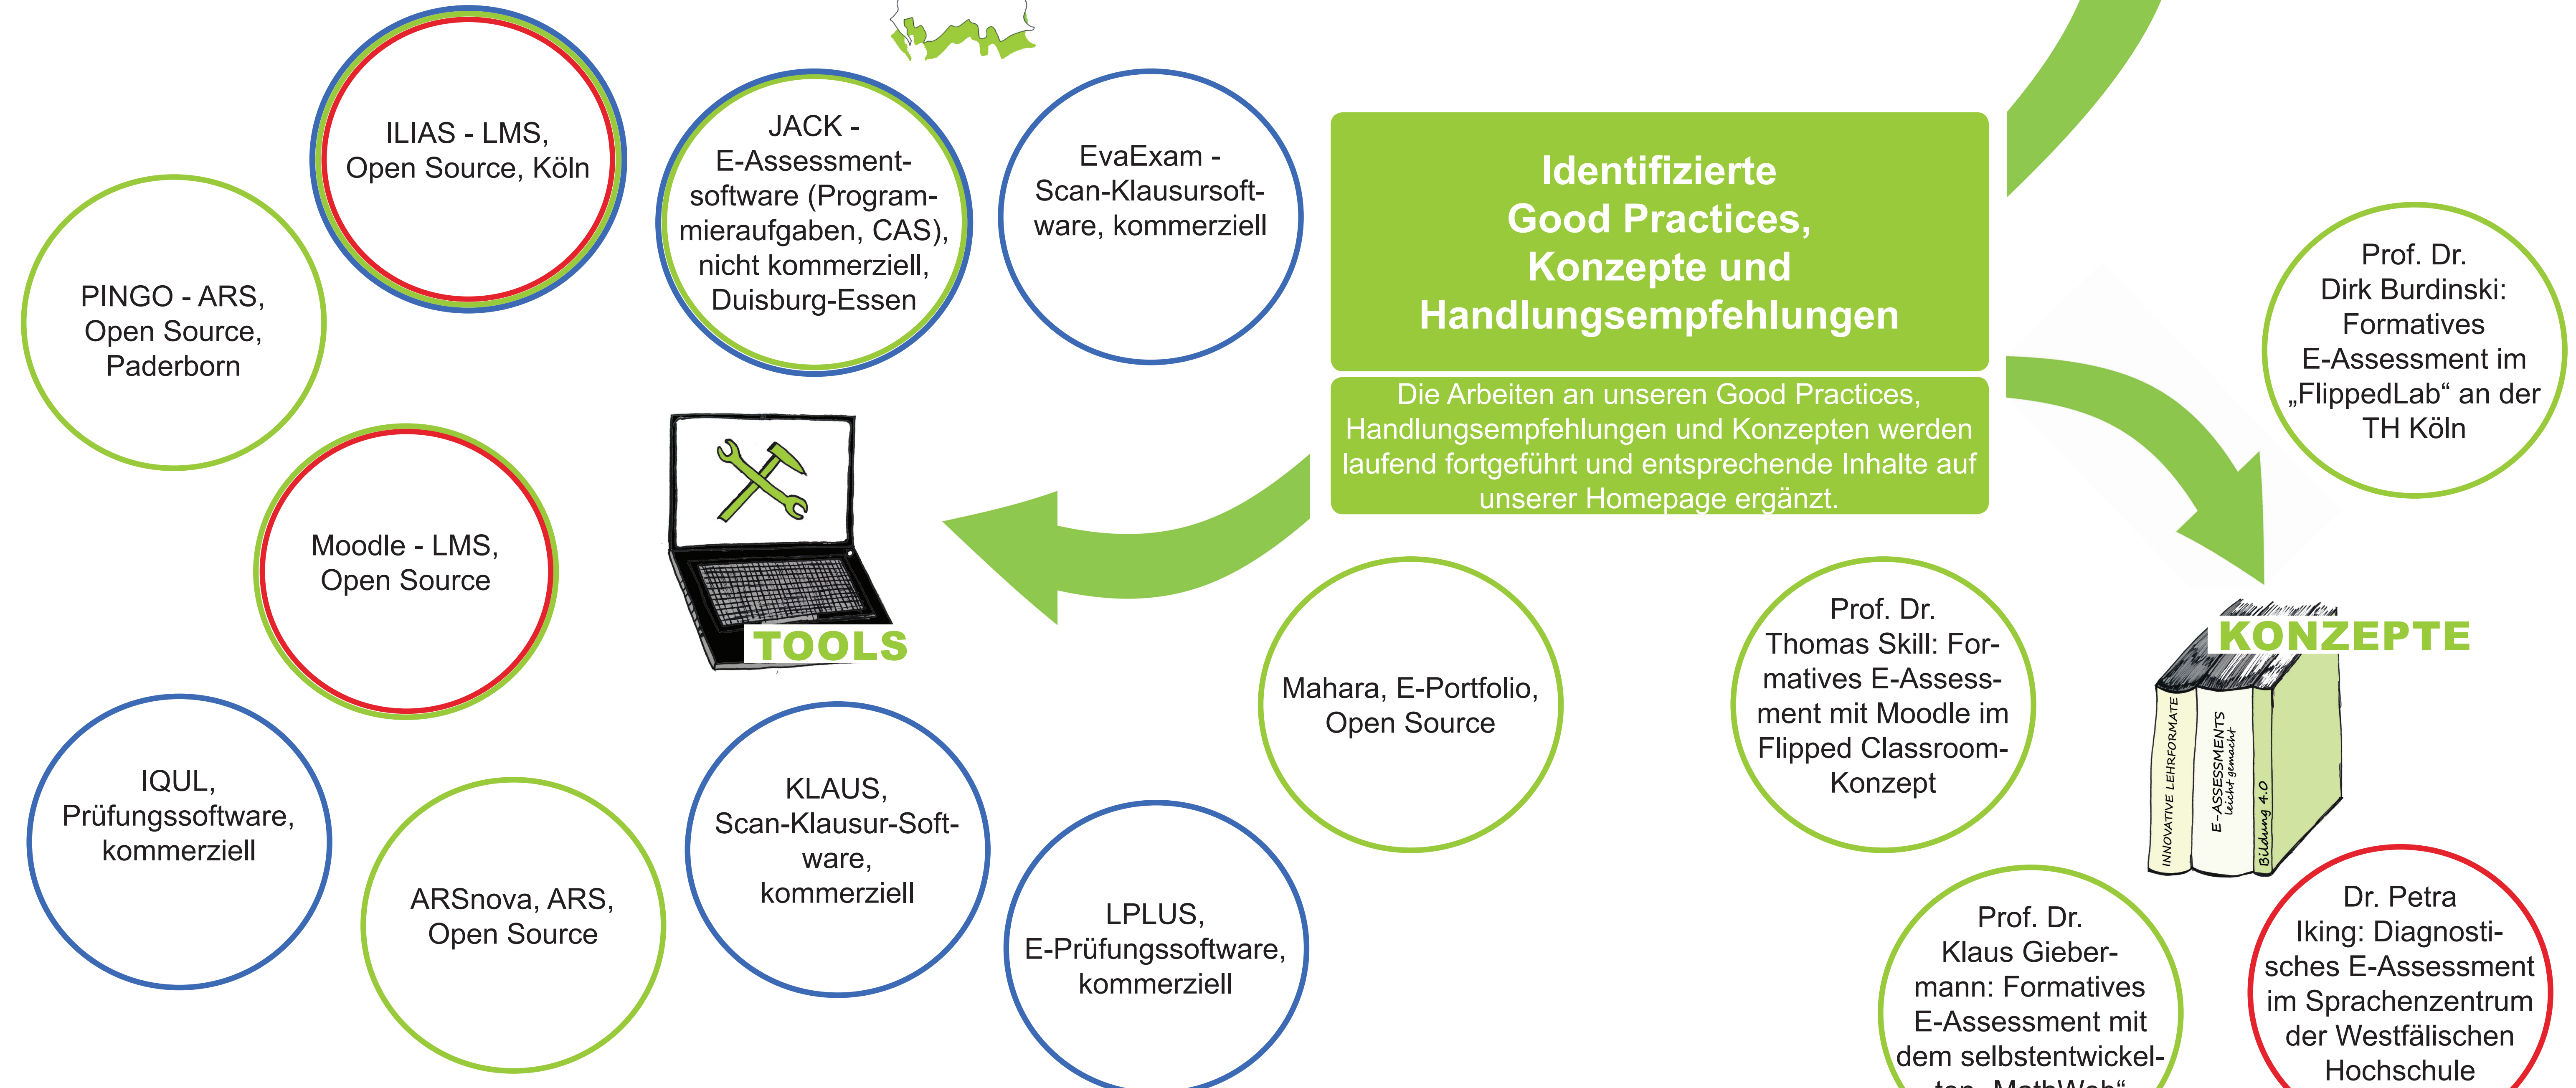 ILIAS - LMS,
Open Source, Köln
JACK -
E-Assessment-
software (Program-
mieraufgaben, CAS),
nicht kommerziell,
Duisburg-Essen
EvaExam -
Scan-Klausursoft-
ware, kommerziell
PINGO - ARS,
Open Source,
Paderborn
Moodle - LMS,
Open Source
TOOLS
IQUL,
Prüfungssoftware,
kommerziell
ARSnova, ARS,
Open Source
KLAUS,
Scan-Klausur-Soft-
ware,
kommerziell
LPLUS,
E-Prüfungssoftware,
kommerziell
Mahara, E-Portfolio,
Open Source
Identifizierte
Good Practices,
Konzepte und
Handlungsempfehlungen
Die Arbeiten an unseren Good Practices,
Handlungsempfehlungen und Konzepten werden
laufend fortgeführt und entsprechende Inhalte auf
unserer Homepage ergänzt.
Prof. Dr.
Dirk Burdinski:
Formatives
E-Assessment im
„FlippedLab“ an der
TH Köln
Prof. Dr.
Thomas Skill: For-
matives E-Assess-
ment mit Moodle im
Flipped Classroom-
Konzept
KONZEPTE
INNOVATIVE LEHRFORMATE
E-ASSESSMENTS
leicht gemacht
Bildung 4.0
Prof. Dr.
Klaus Gieber-
mann: Formatives
E-Assessment mit
dem selbstentwickel-
ten „MathWeb“
Dr. Petra
Iking: Diagnosti-
sches E-Assessment
im Sprachenzentrum
der Westfälischen
Hochschule